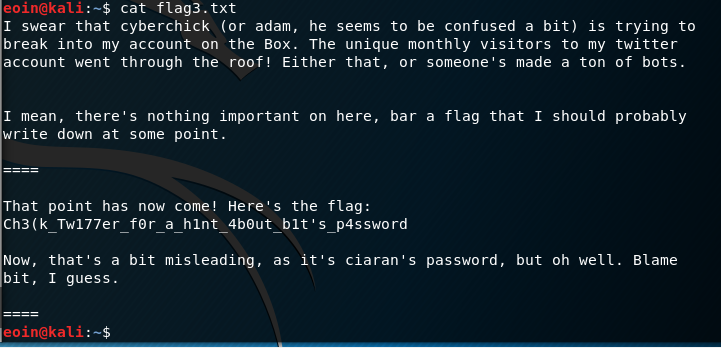 eoin@kali:~$ cat flag3.txt
I swear that cyberchick (or adam, he seems to be confused a bit) is trying to
break into my account on the Box. The unique monthly visitors to my twitter
account went through the roof! Either that, or someone's made a ton of bots.
I mean, there's nothing important on here, bar a flag that I should probably
write down at some point.
====
That point has now come! Here's the flag:
Ch3(k_Tw177er_f0r_a_h1nt_4b0ut_b1t's_p4ssword
Now, that's a bit misleading, as it's ciaran's password, but oh well. Blame
bit, I guess.
====
eoin@kali:~$